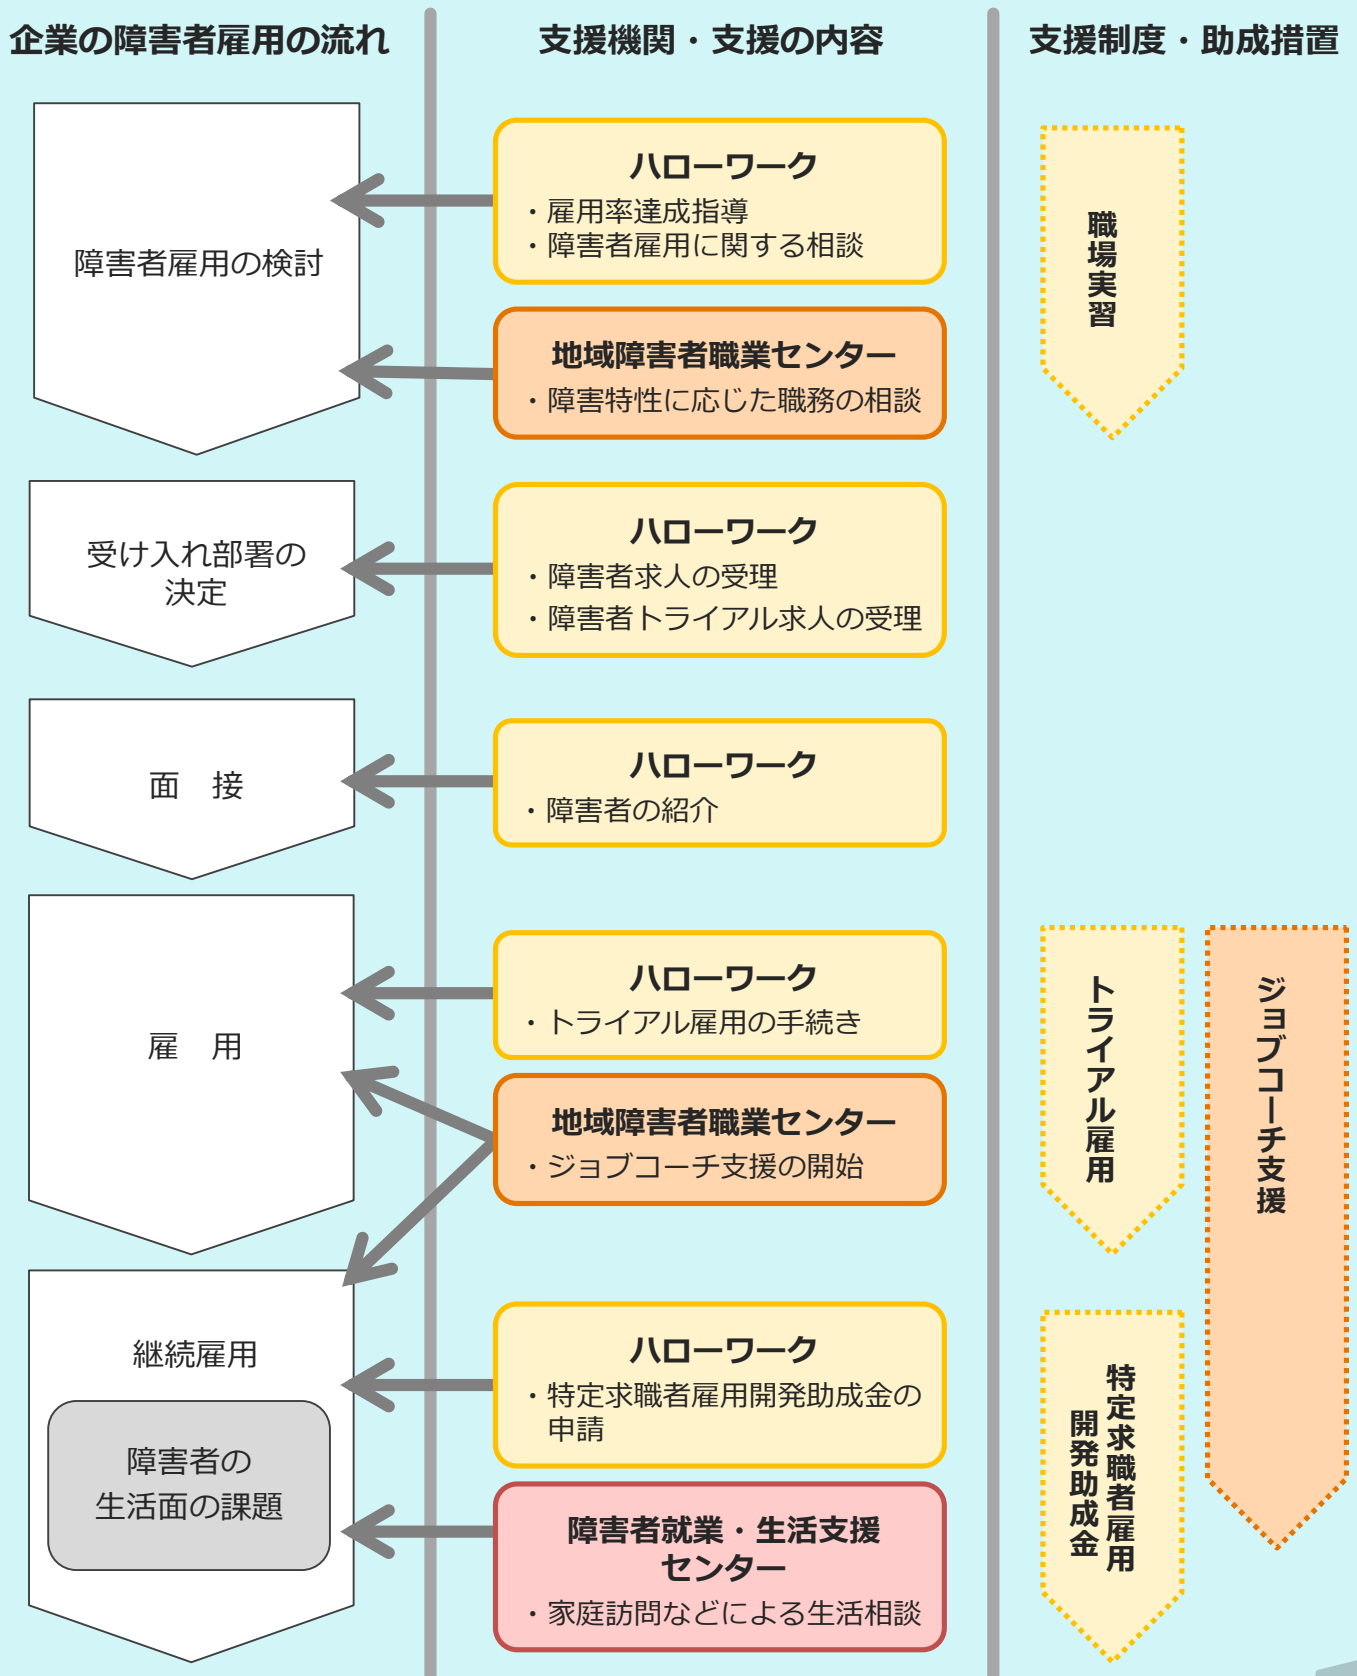 企業の障害者雇用の流れ
支援機関・支援の内容
支援制度・助成措置
障害者雇用の検討
ハローワーク
・雇用率達成指導
・障害者雇用に関する相談
地域障害者職業センター
・障害特性に応じた職務の相談
職場実習
受け入れ部署の
決定
ハローワーク
・障害者求人の受理
・障害者トライアル求人の受理
面　接
ハローワーク
・障害者の紹介
雇　用
ハローワーク
・トライアル雇用の手続き
地域障害者職業センター
・ジョブコーチ支援の開始
トライアル雇用
ジョブコーチ支援
継続雇用
障害者の
生活面の課題
ハローワーク
・特定求職者雇用開発助成金の
申請
障害者就業・生活支援
センター
・家庭訪問などによる生活相談
特定求職者雇用
開発助成金